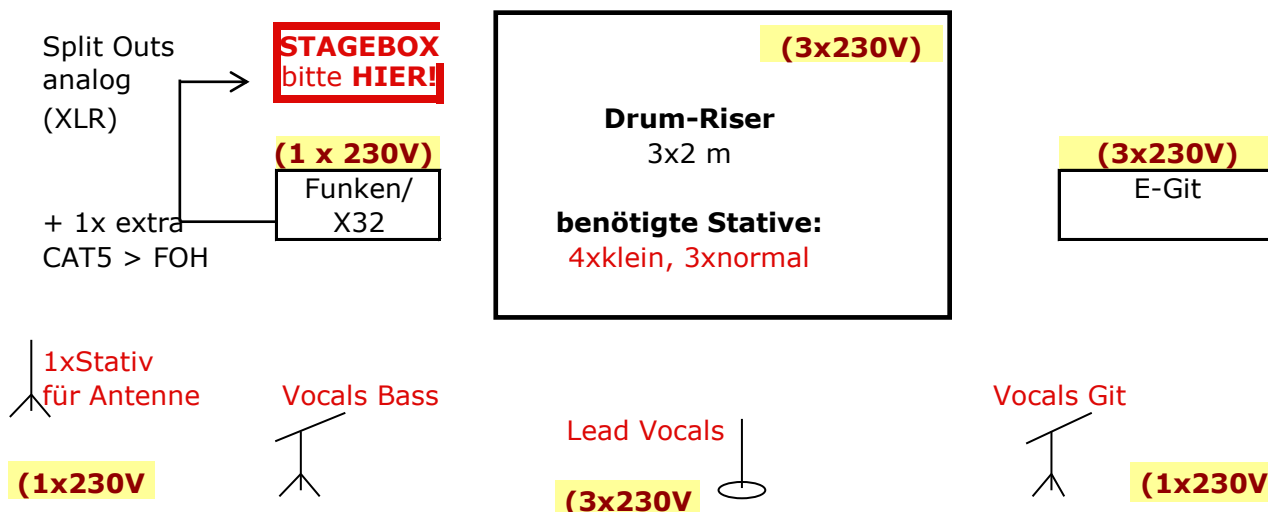 Split Outs
analog
(XLR)
STAGEBOX
bitte HIER!
(3x230V)
Drum-Riser
3x2 m
(1 x 230V)
Funken/
X32
(3x230V)
E-Git
+ 1x extra
CAT5 > FOH
benötigte Stative:
4xklein, 3xnormal
1xStativ
für Antenne
Vocals Bass
Lead Vocals
Vocals Git
(1x230V
(3x230V
(1x230V